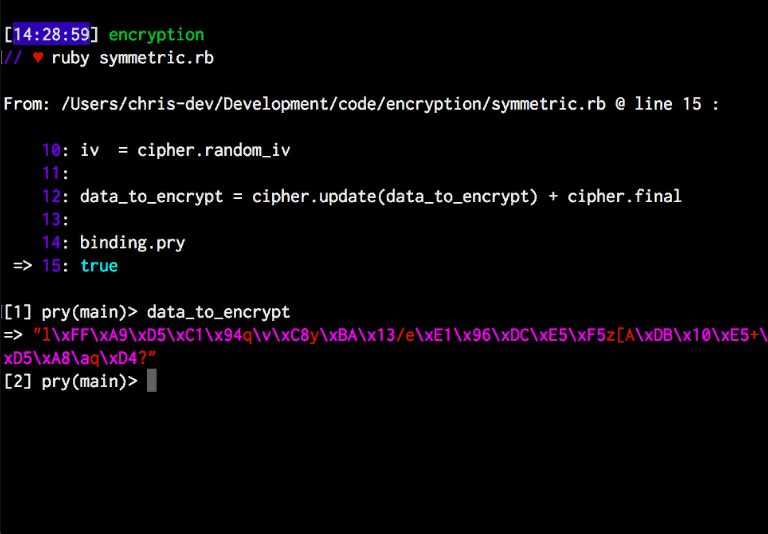 [14:28:59] encryption
// ♥ ruby symmetric.rb
From: /Users/chris-dev/Development/code/encryption/symmetric.rb @ line 15 :
10: iv  = cipher.random_iv
11:
12: data_to_encrypt = cipher.update(data_to_encrypt) + cipher.final
13:
14: binding.pry
=> 15: true
[1] pry(main)> data_to_encrypt
=> "l\xFF\xA9\xD5\xC1\x94q\v\xC8y\xBA\x13/e\xE1\x96\xDC\xE5\xF5z[A\xDB\x10\xE5+\
xD5\xA8\aq\xD4?"
[2] pry(main)>